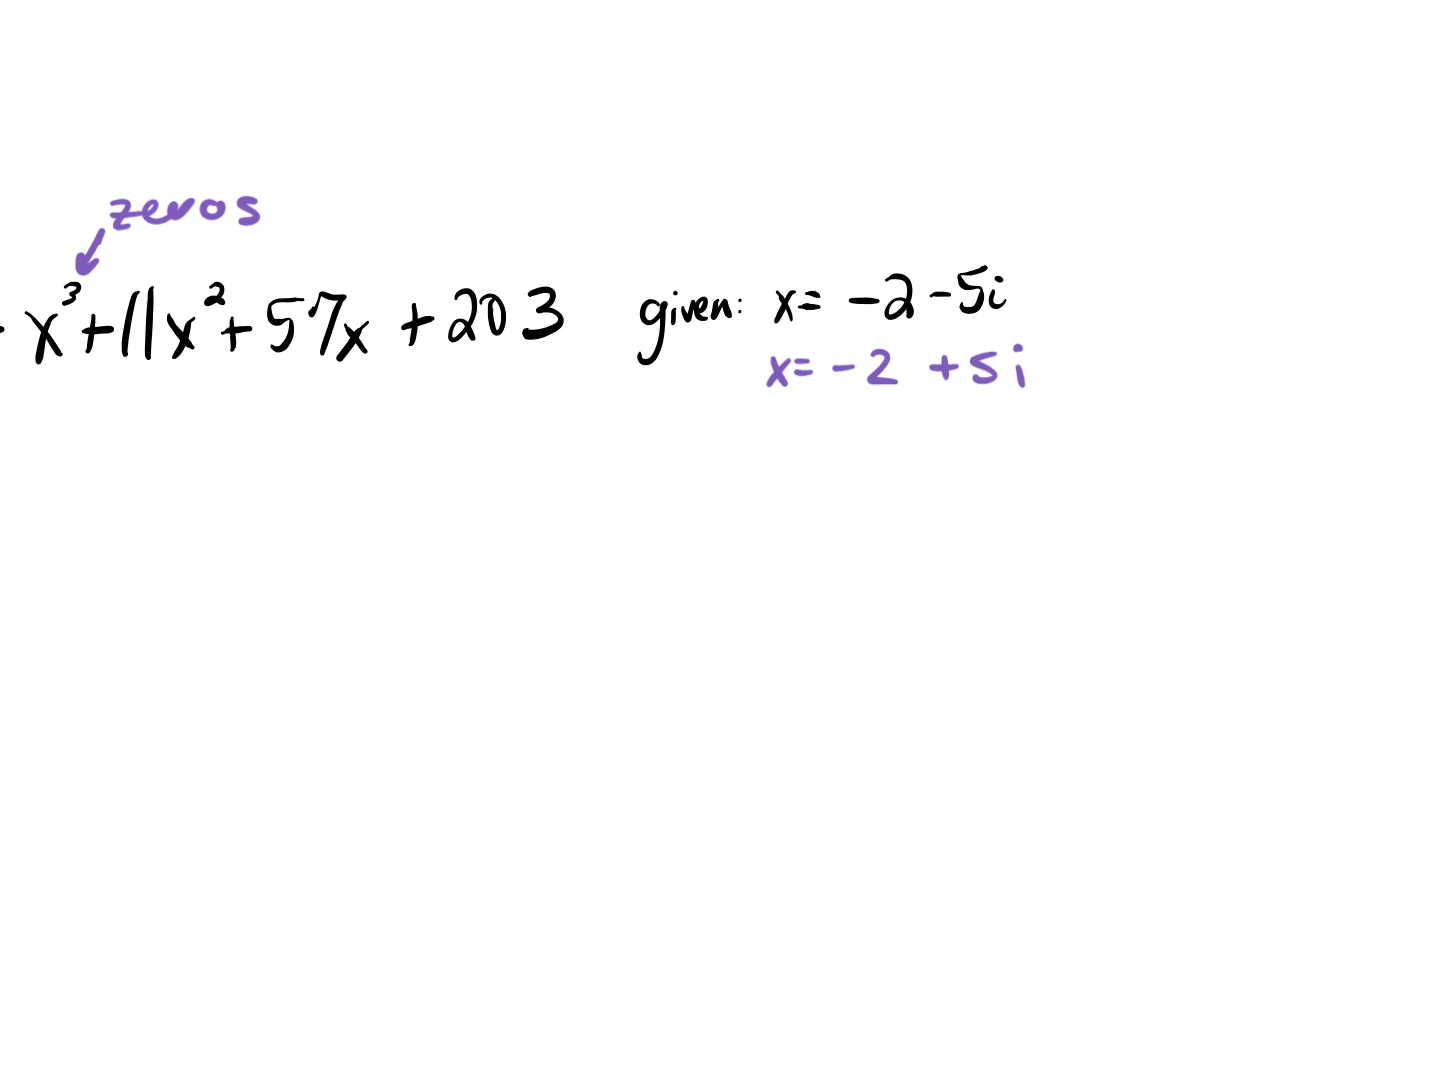 zeros
x³+11x²+57x+203 given: x= -2-5i
x= -2 +5i